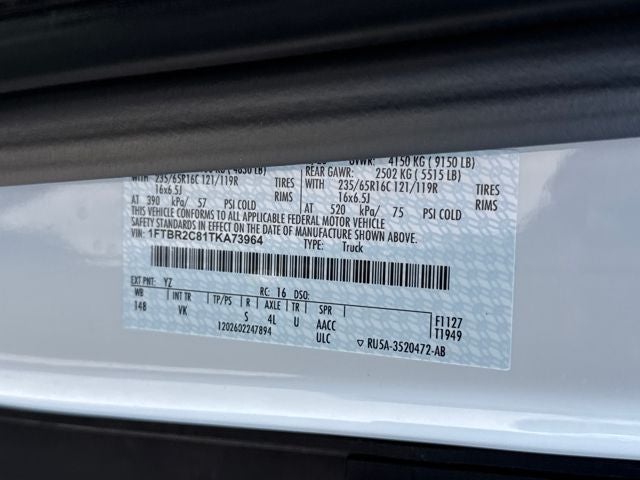 GVWR: 4150 KG ( 9150 LB)
KG ( 4630 LB) REAR GAWR: 2502 KG ( 5515 LB)
WITH 235/65R16C 121/119R TIRES WITH 235/65R16C 121/119R TIRES
16x6.5J RIMS 16x6.5J RIMS
AT 390 kPa/ 57 PSI COLD AT 520 kPa/ 75 PSI COLD
THIS VEHICLE CONFORMS TO ALL APPLICABLE FEDERAL MOTOR VEHICLE
SAFETY STANDARDS IN EFFECT ON THE DATE OF MANUFACTURE SHOWN ABOVE.
VIN: 1FTBR2C81TKA73964 TYPE: Truck
EXT PNT: YZ RC: 16 DSO:
WB INT TR TP/PS R AXLE TR SPR F1127
148 VK S 4L U AACC T1949
1202602247894 ULC ▽ RU5A-3520472-AB